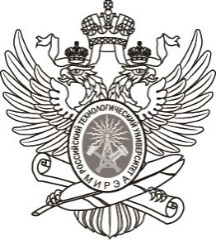 РОССИЙСКИЙ ТЕХНОЛОГИЧЕСКИЙ УНИВЕРСИТЕТ
МИРЭА